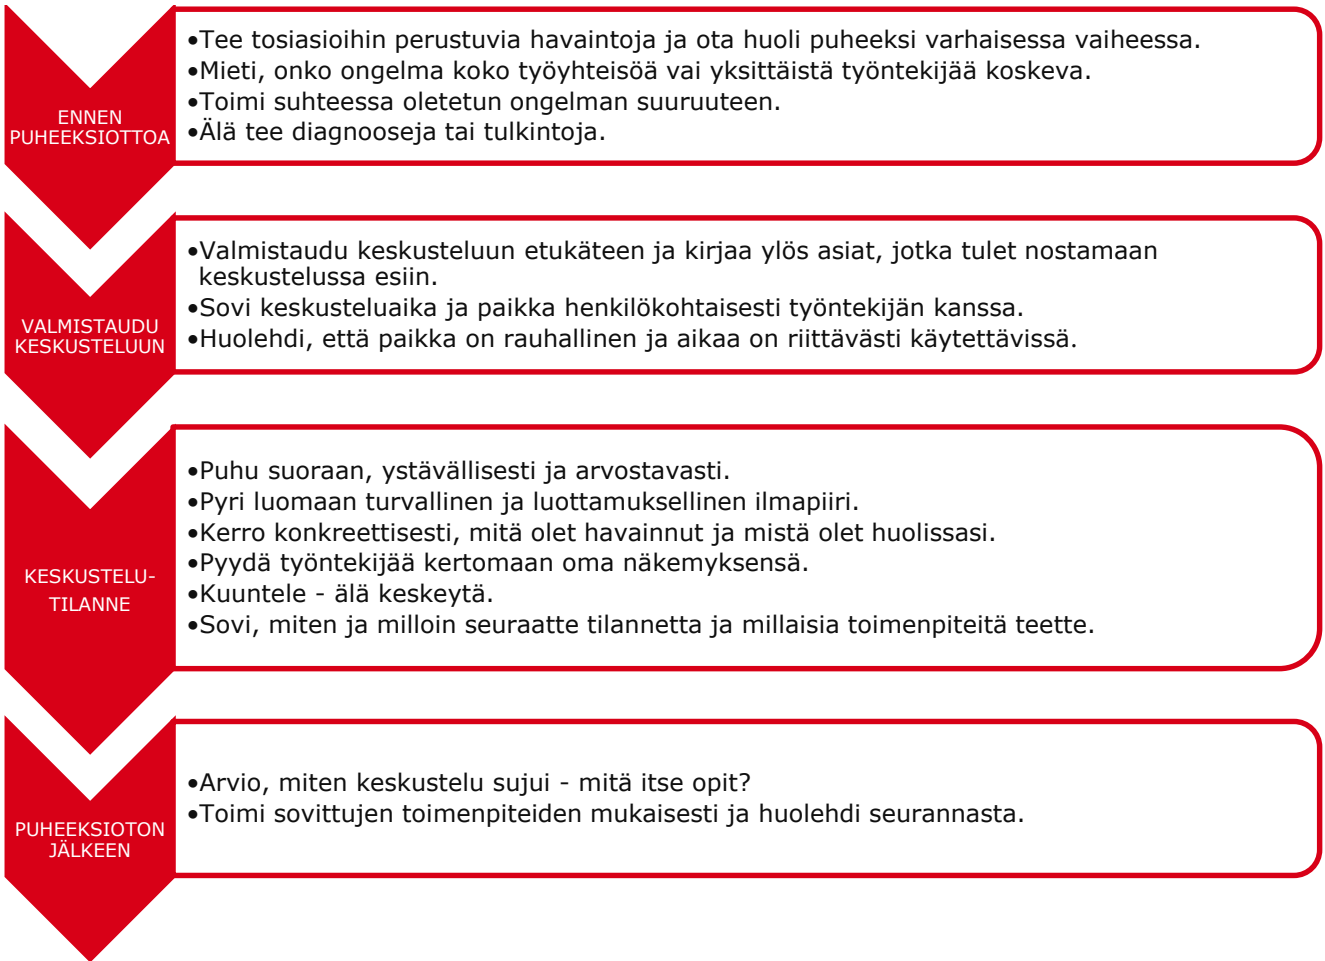 ENNEN
PUHEEKSIOTTOA
•Tee tosiasioihin perustuvia havaintoja ja ota huoli puheeksi varhaisessa vaiheessa.
•Mieti, onko ongelma koko työyhteisöä vai yksittäistä työntekijää koskeva.
•Toimi suhteessa oletetun ongelman suuruuteen.
•Älä tee diagnooseja tai tulkintoja.
VALMISTAUDU
KESKUSTELUUN
•Valmistaudu keskusteluun etukäteen ja kirjaa ylös asiat, jotka tulet nostamaan
keskustelussa esiin.
•Sovi keskusteluaika ja paikka henkilökohtaisesti työntekijän kanssa.
•Huolehdi, että paikka on rauhallinen ja aikaa on riittävästi käytettävissä.
KESKUSTELU-
TILANNE
•Puhu suoraan, ystävällisesti ja arvostavasti.
•Pyri luomaan turvallinen ja luottamuksellinen ilmapiiri.
•Kerro konkreettisesti, mitä olet havainnut ja mistä olet huolissasi.
•Pyydä työntekijää kertomaan oma näkemyksensä.
•Kuuntele - älä keskeytä.
•Sovi, miten ja milloin seuraatte tilannetta ja millaisia toimenpiteitä teette.
PUHEEKSIOTON
JÄLKEEN
•Arvio, miten keskustelu sujui - mitä itse opit?
•Toimi sovittujen toimenpiteiden mukaisesti ja huolehdi seurannasta.